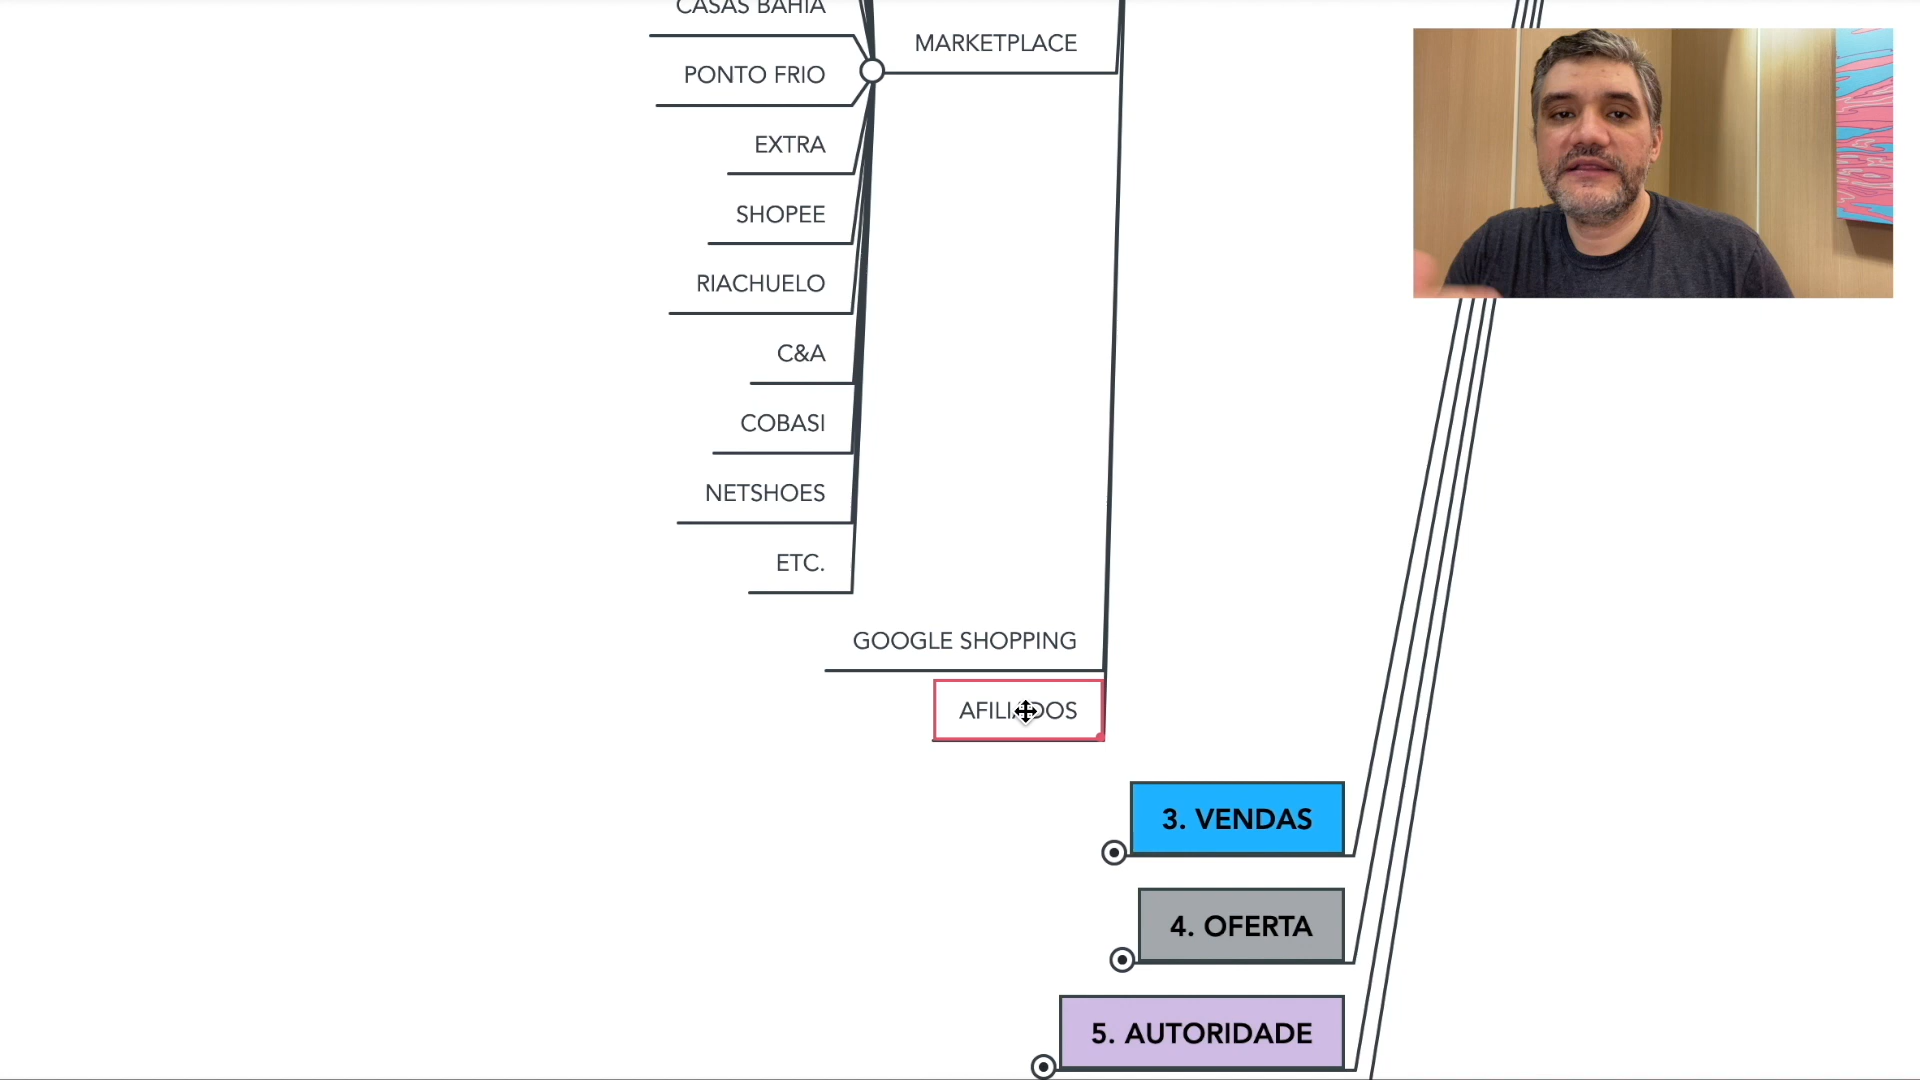 CASAS BAHIA
MARKETPLACE
PONTO FRIO
EXTRA
SHOPEE
RIACHUELO
C&A
COBASI
NETSHOES
ETC.
GOOGLE SHOPPING
AFILIADOS
3. VENDAS
4. OFERTA
5. AUTORIDADE